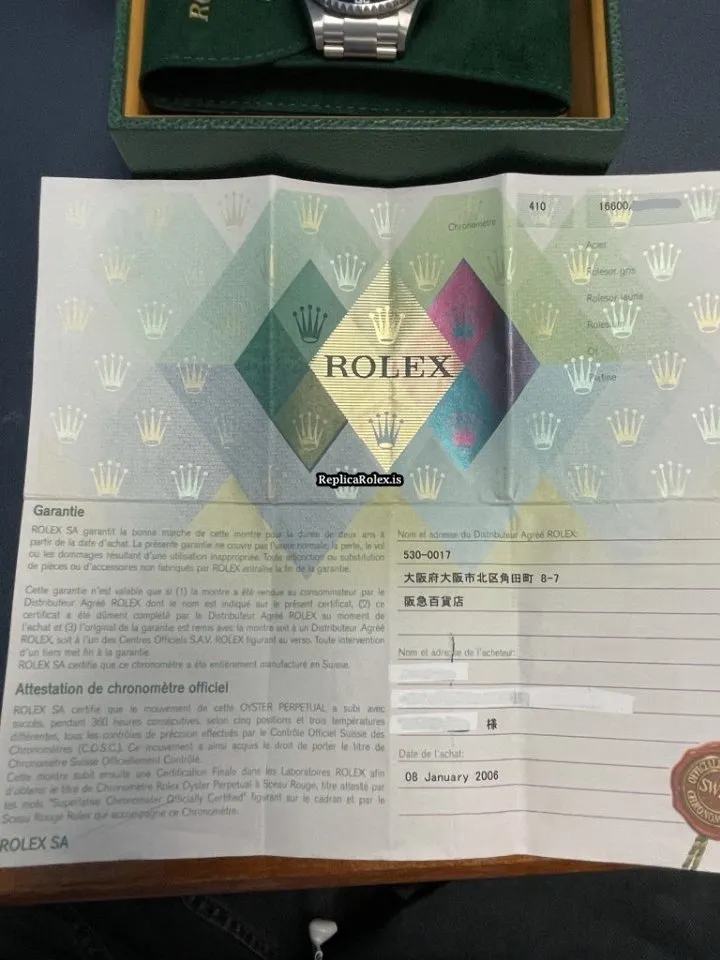 Chronomètre
410
16600
Acier
Rolesor gris
Rolesor jaune
Or
Platine
ROLEX
ReplicaRolex.is
Garantie
ROLEX SA garantit la bonne marche de cette montre pour la durée de deux ans à
partir de la date d'achat. La présente garantie ne couvre pas l'usure normale, la perte, le vol
ou les dommages résultant d'une utilisation inappropriée. Toute adjonction ou substitution
de pièces ou d'accessoires non fabriqués par ROLEX entraîne la fin de la garantie.
Cette garantie n'est valable que si (1) la montre a été vendue au consommateur par le
Distributeur Agréé ROLEX dont le nom est indiqué sur le présent certificat, (2) ce
certificat a été dûment complété par le Distributeur Agréé ROLEX au moment de
l'achat et (3) l'original de la garantie est remis avec la montre soit à un Distributeur Agréé
ROLEX, soit à l'un des Centres Officiels S.A.V. ROLEX figurant au verso. Toute intervention
d'un tiers met fin à la garantie.
ROLEX SA certifie que ce chronomètre a été entièrement manufacturé en Suisse.
Attestation de chronomètre officiel
ROLEX SA certifie que le mouvement de cette OYSTER PERPETUAL a subi avec
succès, pendant 360 heures consécutives, selon cinq positions et trois températures
différentes, tous les contrôles de précision effectués par le Contrôle Officiel Suisse des
Chronomètres (C.O.S.C.). Ce mouvement a ainsi acquis le droit de porter le titre de
Chronomètre Suisse Officiellement Contrôlé.
Cette montre subit ensuite une Certification Finale dans les Laboratoires ROLEX afin
d'obtenir le titre de Chronomètre Rolex Oyster Perpetual à Sceau Rouge, titre attesté par
les mots "Superlative Chronometer Officially Certified" figurant sur le cadran et par le
Sceau Rouge Rolex qui accompagne ce Chronomètre.
ROLEX SA
Nom et adresse du Distributeur Agréé ROLEX:
530-0017
大阪府大阪市北区角田町 8-7
阪急百貨店
Nom et adresse de l'acheteur:
様
Date de l'achat:
08 January 2006